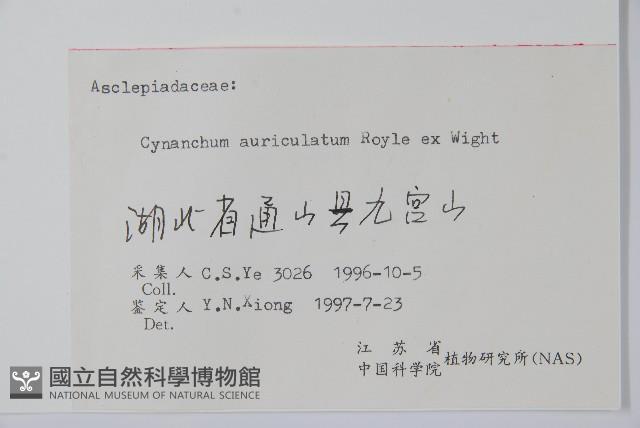 Asclepiadaceae:
Cynanchum auriculatum Royle ex Wight
湖北省通山县九宫山
采集人 C.S.Ye 3026 1996-10-5
Coll.
鉴定人 Y.N.Xiong 1997-7-23
Det.
江苏省
中国科学院 植物研究所(NAS)
國立自然科學博物館
NATIONAL MUSEUM OF NATURAL SCIENCE